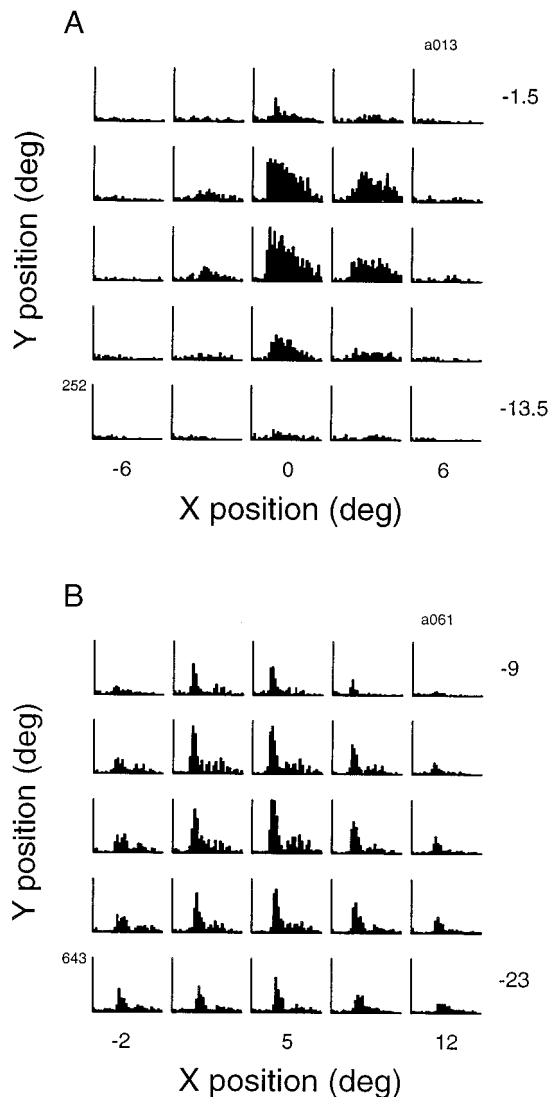 A
a013
-1.5
Y position (deg)
252
-13.5
-6 0 6
X position (deg)
B
a061
-9
Y position (deg)
643
-23
-2 5 12
X position (deg)